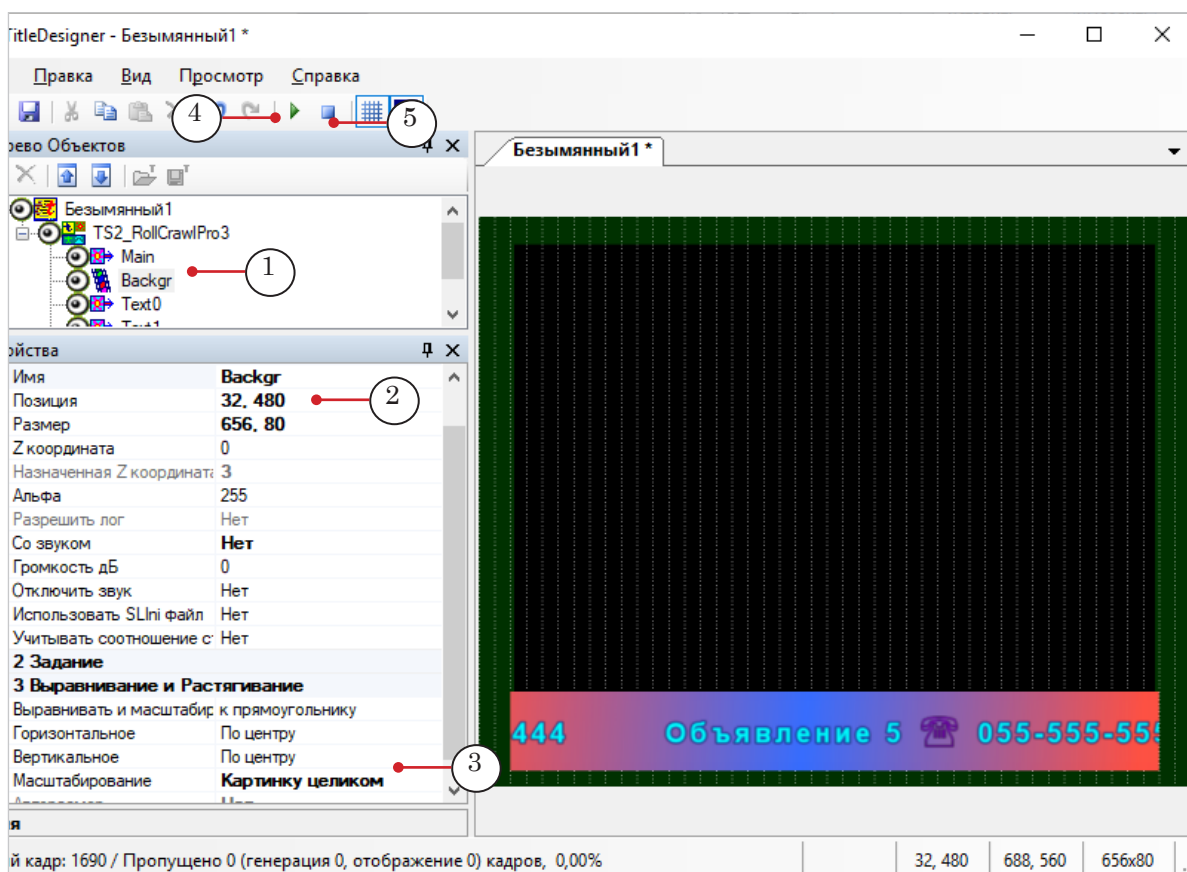 itleDesigner - Безымянный1 *
Правка Вид Просмотр Справка
4
5
рево Объектов
Безымянный1 *
Безымянный1
TS2_RollCrawlPro3
Main
1
Backgr
Text0
Text1
ойства
Имя Backgr
Позиция 32, 480
2
Размер 656, 80
Z координата 0
Назначенная Z координата 3
Альфа 255
Разрешить лог Нет
Со звуком Нет
Громкость дБ 0
Отключить звук Нет
Использовать SLIni файл Нет
Учитывать соотношение с Нет
2 Задание
3 Выравнивание и Растягивание
Выравнивать и масштабир к прямоугольнику
Горизонтальное По центру
Вертикальное По центру
3
Масштабирование Картинку целиком
444 Объявление 5 ☎ 055-555-555
я
й кадр: 1690 / Пропущено 0 (генерация 0, отображение 0) кадров, 0,00% 32, 480 688, 560 656x80